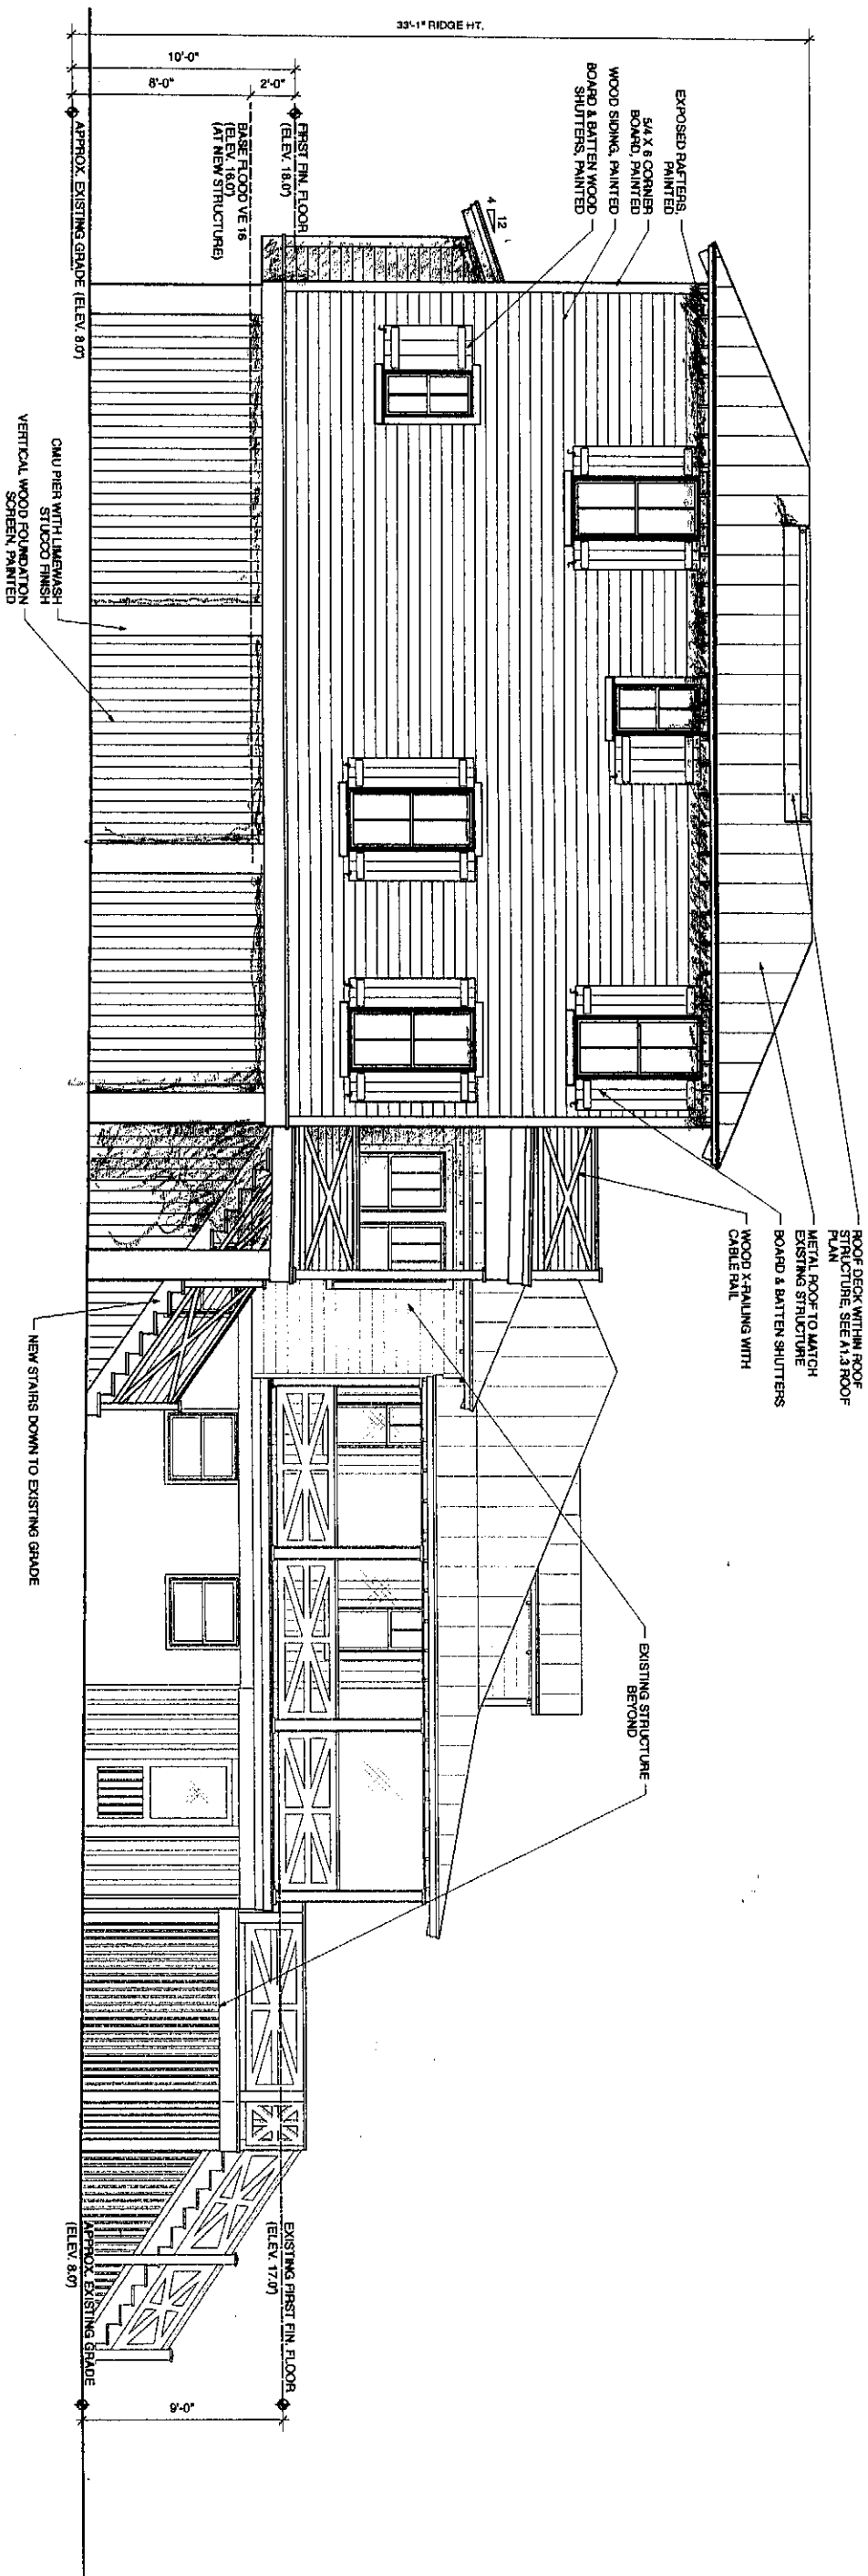 33'-1" RIDGE HT.
10'-0"
8'-0"
2'-0"
FIRST FIN. FLOOR
(ELEV. 18.0')
BASE FLOOD VE 16
(ELEV. 16.0')
(AT NEW STRUCTURE)
APPROX. EXISTING GRADE (ELEV. 8.0')
EXPOSED RAFTERS,
PAINTED
5/4 X 6 CORNER
BOARD, PAINTED
WOOD SIDING, PAINTED
BOARD & BATTEN WOOD
SHUTTERS, PAINTED
4
12
CMU PIER WITH LIMEWASH
STUCCO FINISH
VERTICAL WOOD FOUNDATION
SCREEN, PAINTED
ROOF DECK WITHIN ROOF
STRUCTURE, SEE A1.3 ROOF
PLAN
METAL ROOF TO MATCH
EXISTING STRUCTURE
BOARD & BATTEN SHUTTERS
WOOD X-RAILING WITH
CABLE RAIL
NEW STAIRS DOWN TO EXISTING GRADE
EXISTING STRUCTURE
BEYOND
EXISTING FIRST FIN. FLOOR
(ELEV. 17.0')
9'-0"
APPROX. EXISTING GRADE
(ELEV. 8.0')